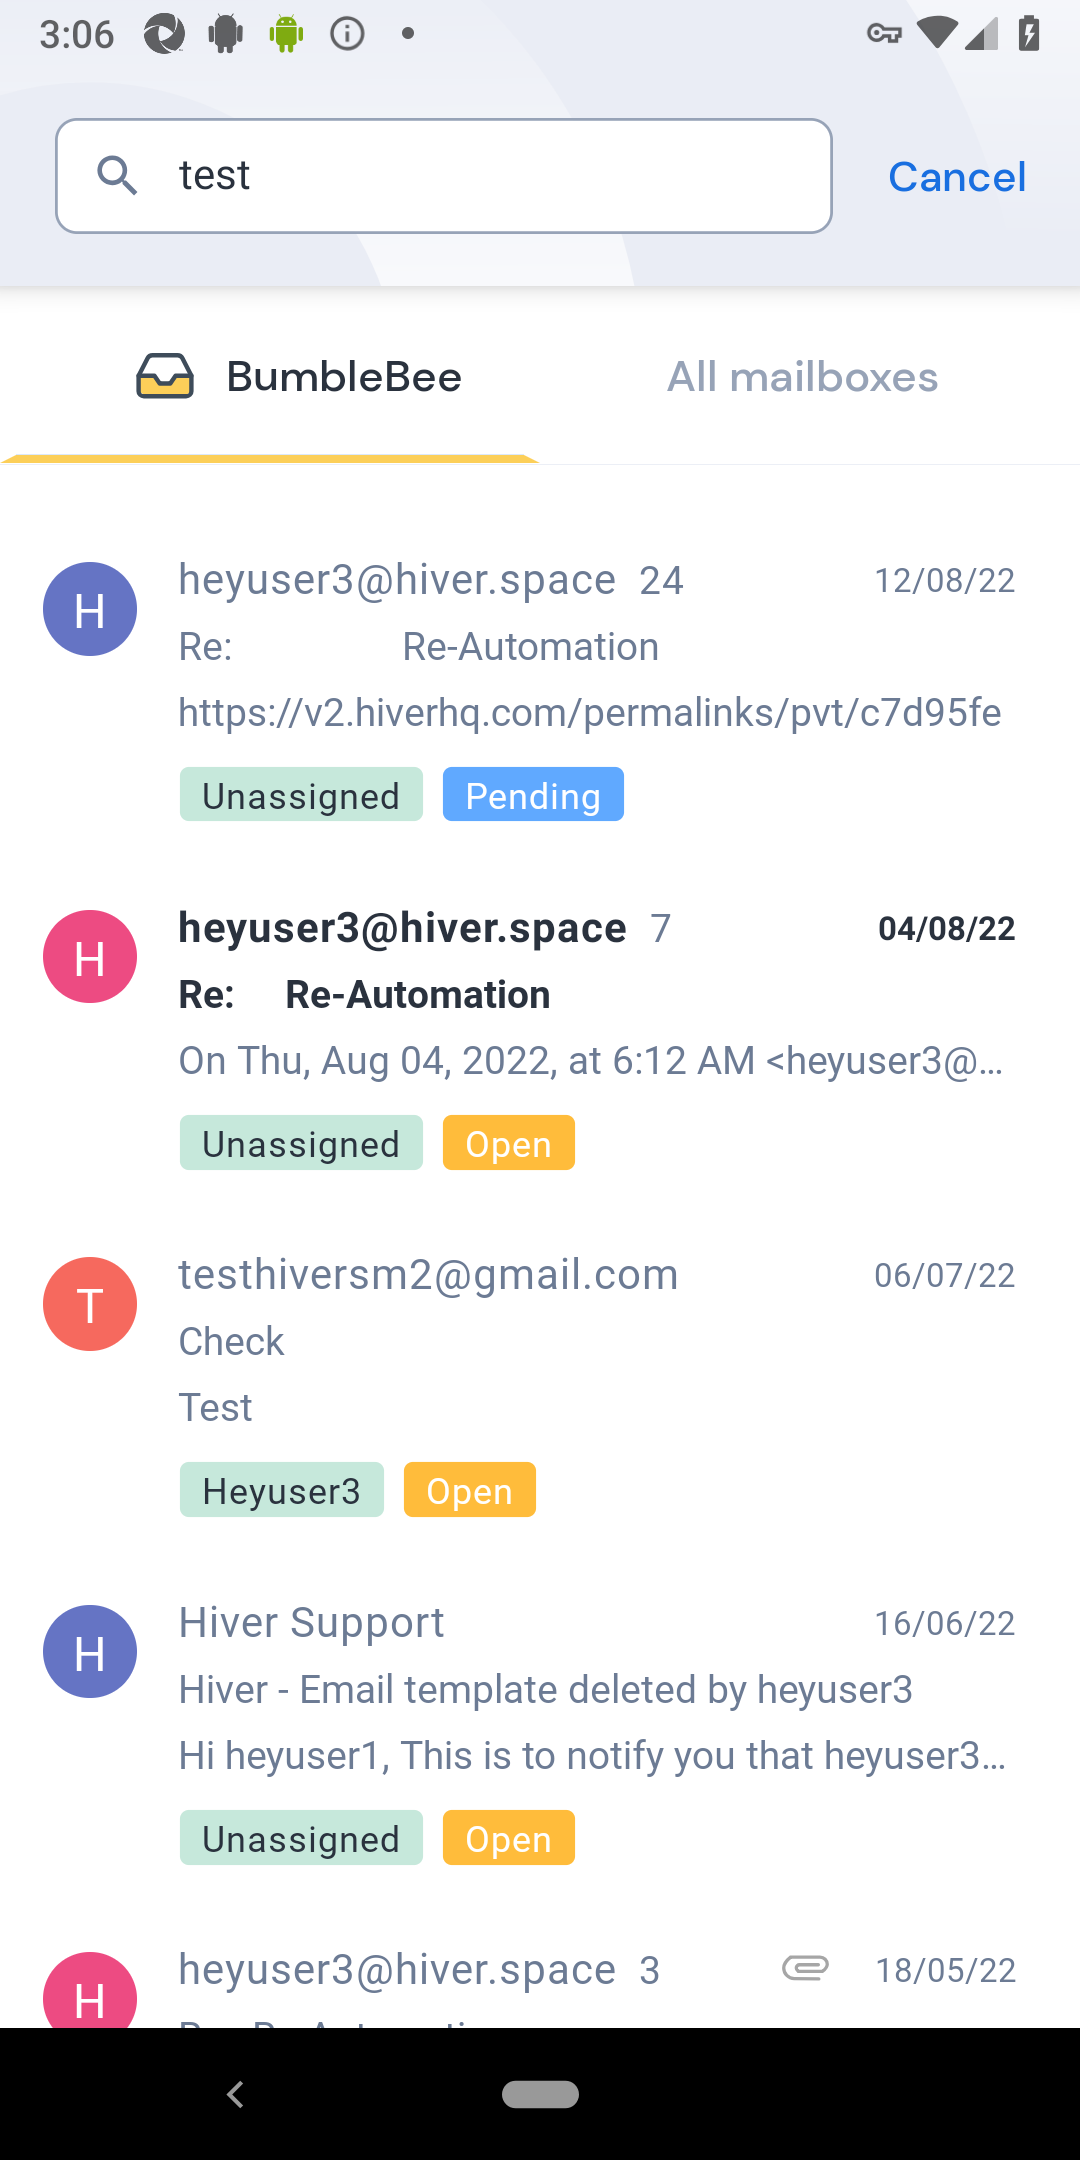 3:06
test
Cancel
BumbleBee
All mailboxes
H
heyuser3@hiver.space 24
12/08/22
Re: Re-Automation
https://v2.hiverhq.com/permalinks/pvt/c7d95fe
Unassigned
Pending
H
heyuser3@hiver.space 7
04/08/22
Re: Re-Automation
On Thu, Aug 04, 2022, at 6:12 AM <heyuser3@...
Unassigned
Open
T
testhiversm2@gmail.com
06/07/22
Check
Test
Heyuser3
Open
H
Hiver Support
16/06/22
Hiver - Email template deleted by heyuser3
Hi heyuser1, This is to notify you that heyuser3...
Unassigned
Open
H
heyuser3@hiver.space 3
18/05/22